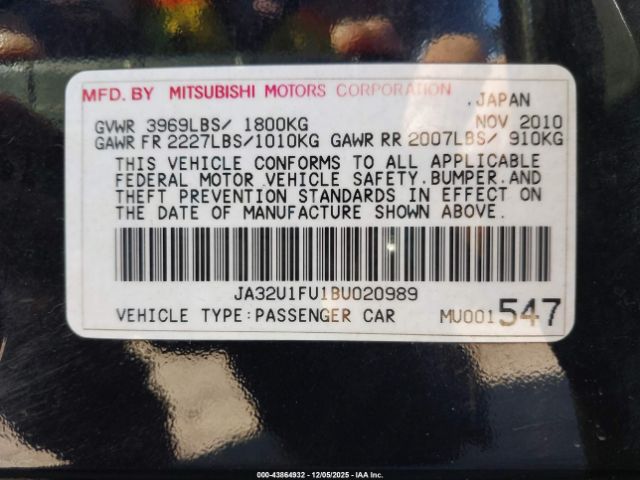 MFD. BY MITSUBISHI MOTORS CORPORATION
.JAPAN
GVWR 3969LBS/ 1800KG NOV 2010
GAWR FR 2227LBS/1010KG GAWR RR 2007LBS/ 910KG
THIS VEHICLE CONFORMS TO ALL APPLICABLE
FEDERAL MOTOR VEHICLE SAFETY.BUMPER.AND
THEFT PREVENTION STANDARDS IN EFFECT ON
THE DATE OF MANUFACTURE SHOWN ABOVE.
JA32U1FU1BU020989
VEHICLE TYPE:PASSENGER CAR MU001547
000-43864932 - 12/05/2025 - IAA Inc.